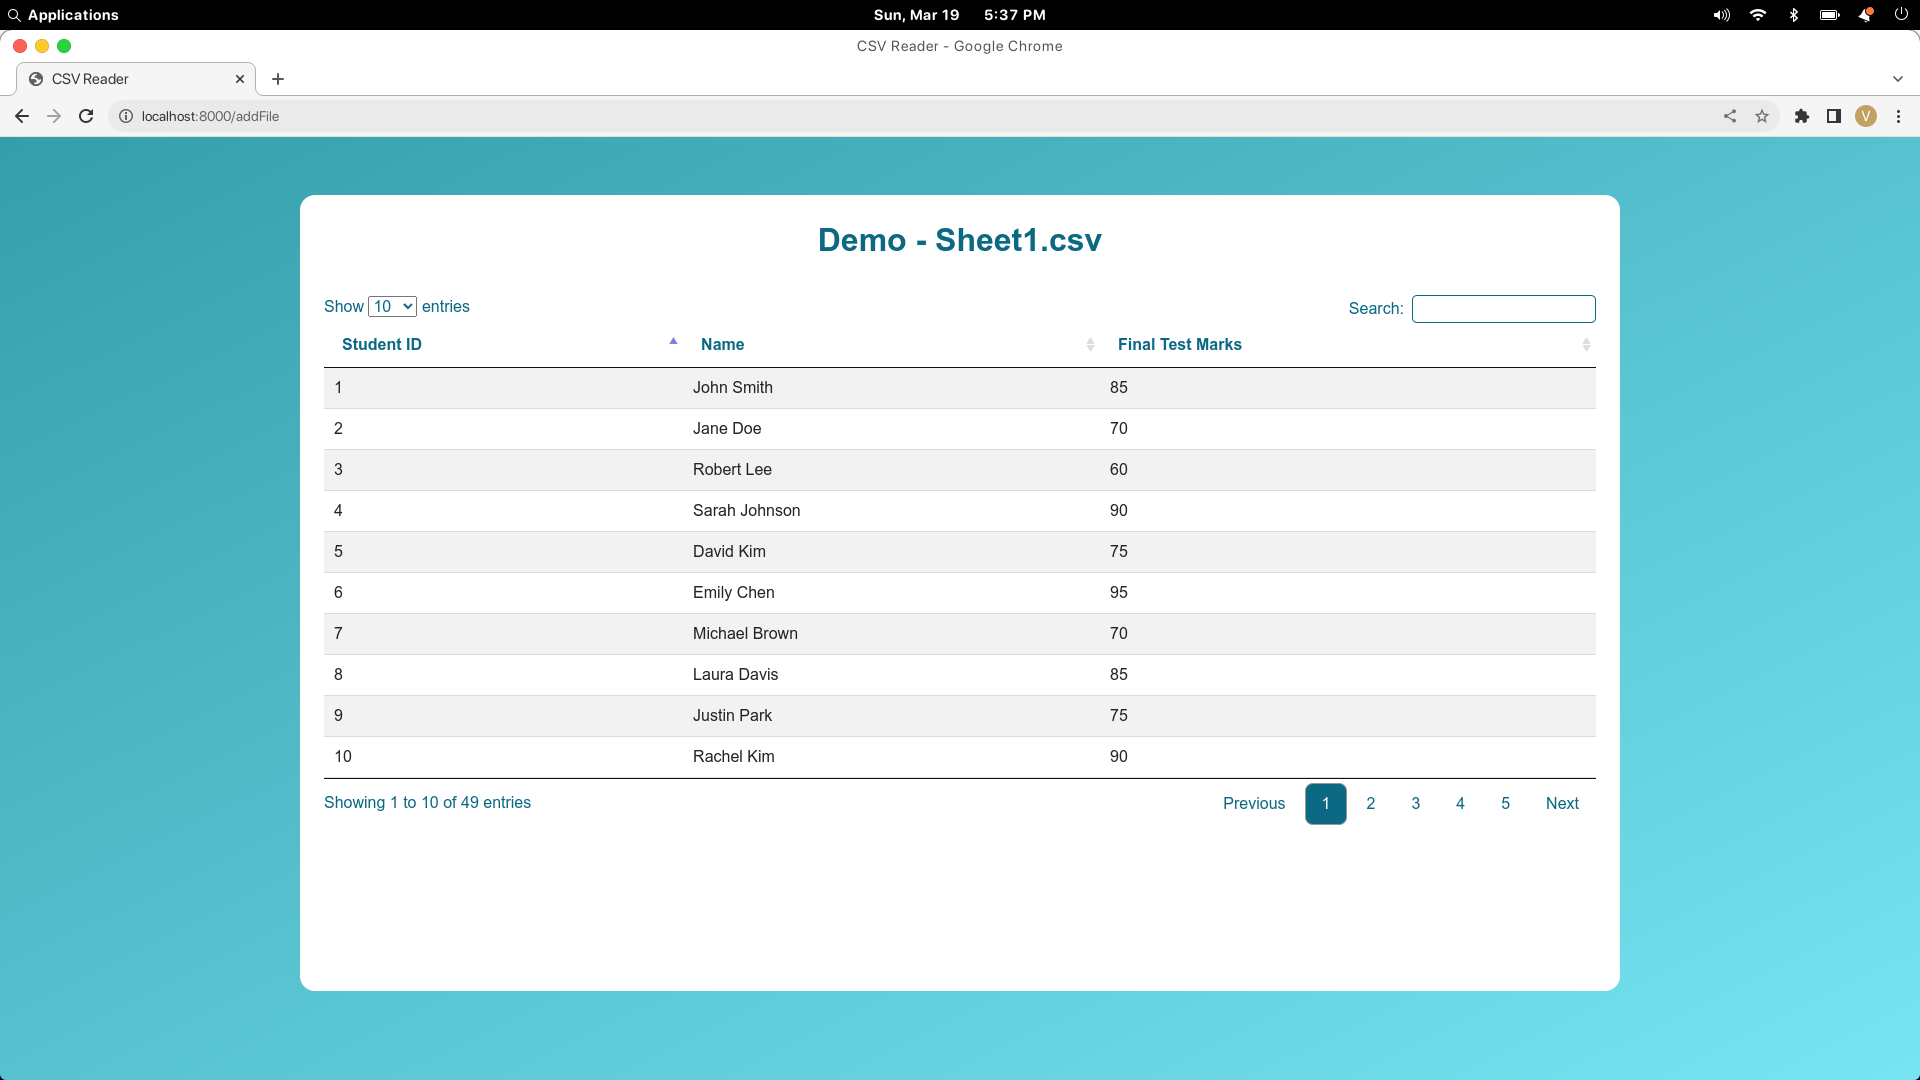 Applications
Sun, Mar 19 5:37 PM
CSV Reader - Google Chrome
CSV Reader
localhost:8000/addFile
V
Demo - Sheet1.csv
Show 10 entries
Search:
Student ID Name Final Test Marks
1 John Smith 85
2 Jane Doe 70
3 Robert Lee 60
4 Sarah Johnson 90
5 David Kim 75
6 Emily Chen 95
7 Michael Brown 70
8 Laura Davis 85
9 Justin Park 75
10 Rachel Kim 90
Showing 1 to 10 of 49 entries
Previous 1 2 3 4 5 Next